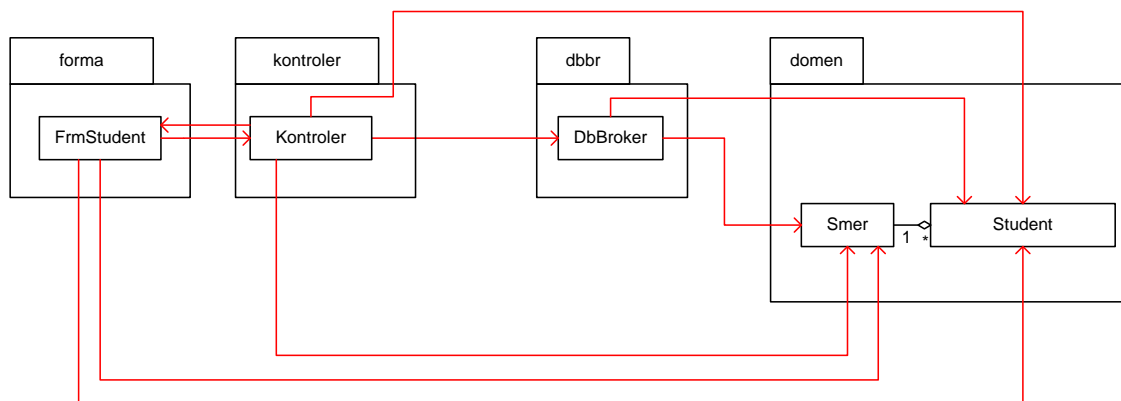 forma
kontroler
dbbr
domen
FrmStudent
Kontroler
DbBroker
Smer
1
*
Student